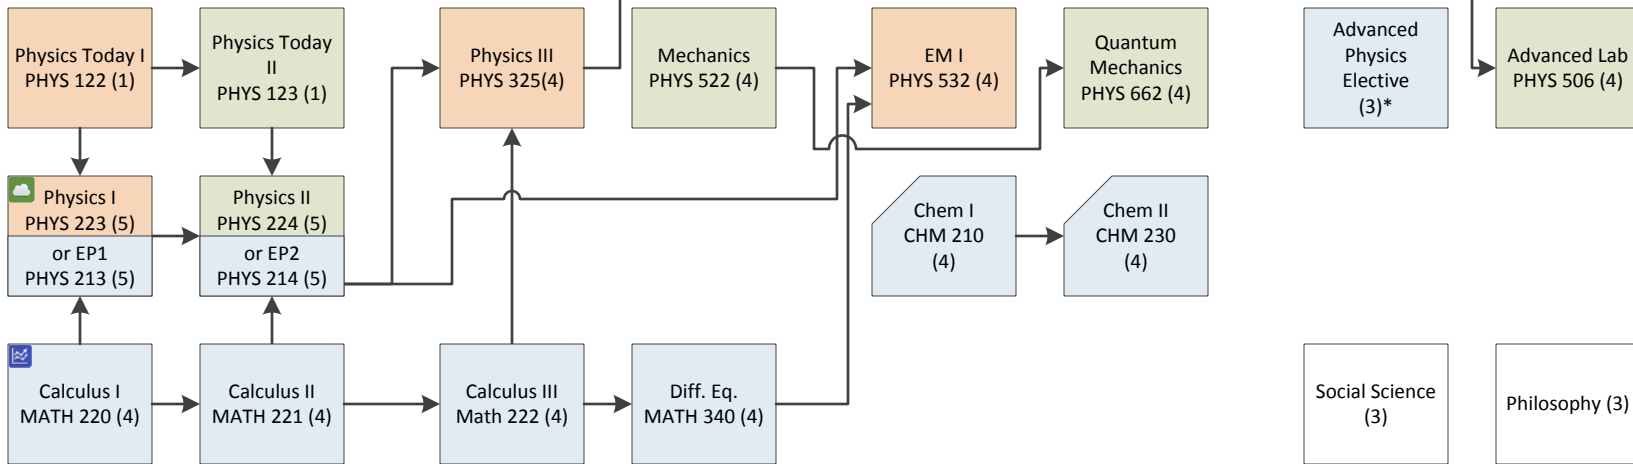 Physics Today I
PHYS 122 (1)
Physics Today
II
PHYS 123 (1)
Physics III
PHYS 325(4)
Mechanics
PHYS 522 (4)
EM I
PHYS 532 (4)
Quantum
Mechanics
PHYS 662 (4)
Advanced
Physics
Elective
(3)*
Advanced Lab
PHYS 506 (4)
Physics I
PHYS 223 (5)
or EP1
PHYS 213 (5)
Physics II
PHYS 224 (5)
or EP2
PHYS 214 (5)
Chem I
CHM 210
(4)
Chem II
CHM 230
(4)
Calculus I
MATH 220 (4)
Calculus II
MATH 221 (4)
Calculus III
Math 222 (4)
Diff. Eq.
MATH 340 (4)
Social Science
(3)
Philosophy (3)